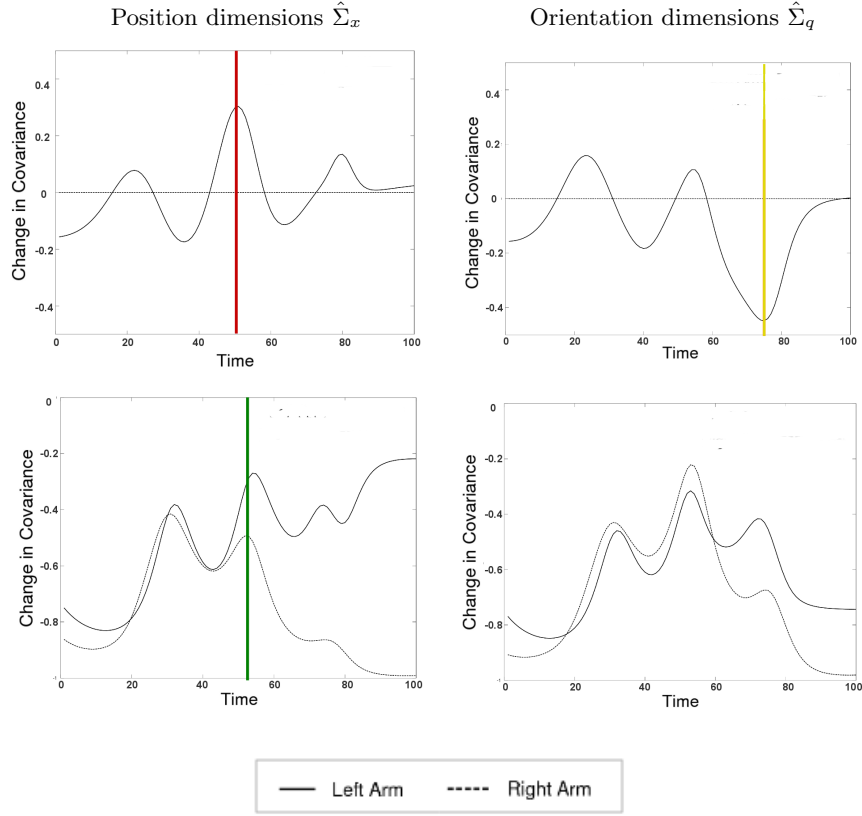 Position dimensions $\hat{\Sigma}_x$
Orientation dimensions $\hat{\Sigma}_q$
Change in Covariance
0.4
0.2
0
-0.2
-0.4
0 20 40 60 80 100
Time
Change in Covariance
0.4
0.2
0
-0.2
-0.4
0 20 40 60 80 100
Time
Change in Covariance
0
-0.2
-0.4
-0.6
-0.8
0 20 40 60 80 100
Time
Change in Covariance
0
-0.2
-0.4
-0.6
-0.8
0 20 40 60 80 100
Time
Left Arm Right Arm